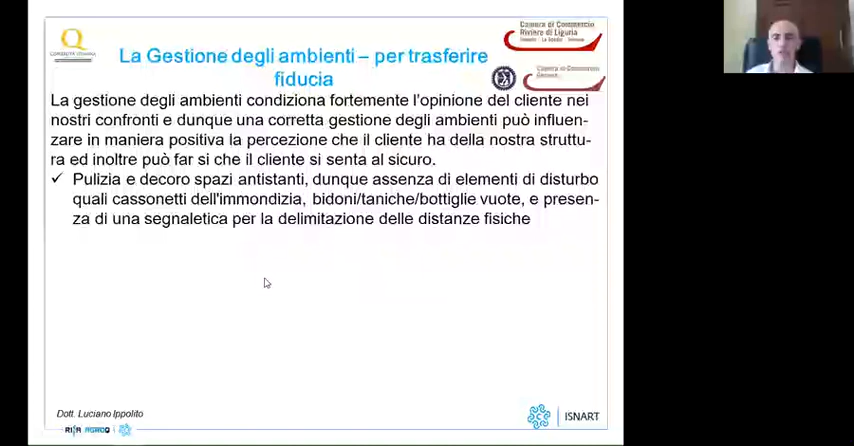 Camera di Commercio
Riviere di Liguria
La Gestione degli ambienti – per trasferire
fiducia
Camera di Commercio
Genova
La gestione degli ambienti condiziona fortemente l'opinione del cliente nei
nostri confronti e dunque una corretta gestione degli ambienti può influen-
zare in maniera positiva la percezione che il cliente ha della nostra struttu-
ra ed inoltre può far si che il cliente si senta al sicuro.
✓ Pulizia e decoro spazi antistanti, dunque assenza di elementi di disturbo
quali cassonetti dell'immondizia, bidoni/taniche/bottiglie vuote, e presen-
za di una segnaletica per la delimitazione delle distanze fisiche
Dott. Luciano Ippolito
ISNART